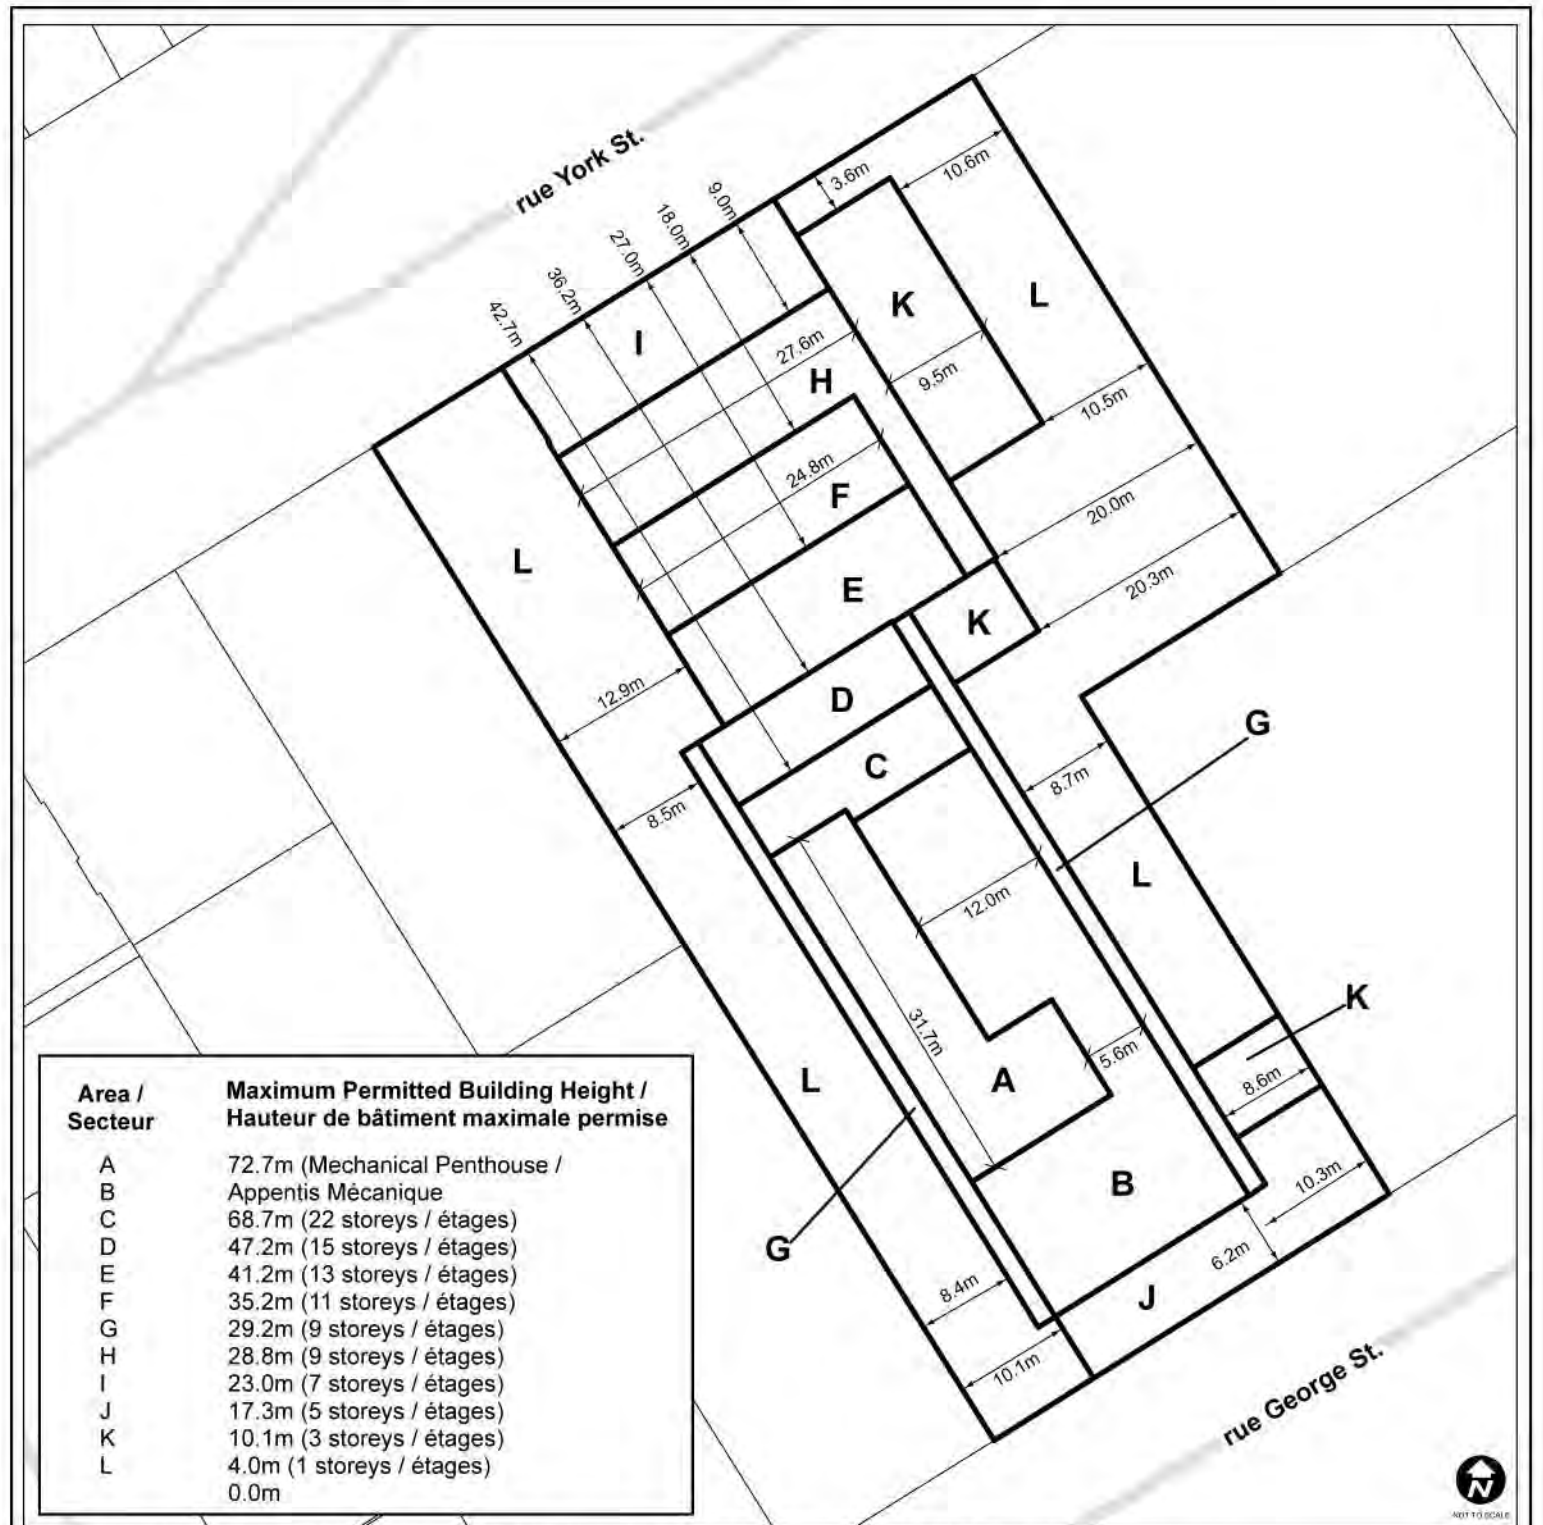 rue York St.
3.6m
10.6m
9.0m
18.0m
27.0m
36.2m
42.7m
K
L
I
27.6m
H
9.5m
10.5m
24.8m
F
20.0m
L
E
20.3m
K
12.9m
D
G
C
8.7m
8.5m
L
12.0m
K
31.7m
5.6m
A
L
8.6m
B
10.3m
G
6.2m
8.4m
J
10.1m
rue George St.
Area /
Secteur
Maximum Permitted Building Height /
Hauteur de bâtiment maximale permise
A 72.7m (Mechanical Penthouse /
B Appentis Mécanique
C 68.7m (22 storeys / étages)
D 47.2m (15 storeys / étages)
E 41.2m (13 storeys / étages)
F 35.2m (11 storeys / étages)
G 29.2m (9 storeys / étages)
H 28.8m (9 storeys / étages)
I 23.0m (7 storeys / étages)
J 17.3m (5 storeys / étages)
K 10.1m (3 storeys / étages)
L 4.0m (1 storeys / étages)
0.0m
N
NOT TO SCALE